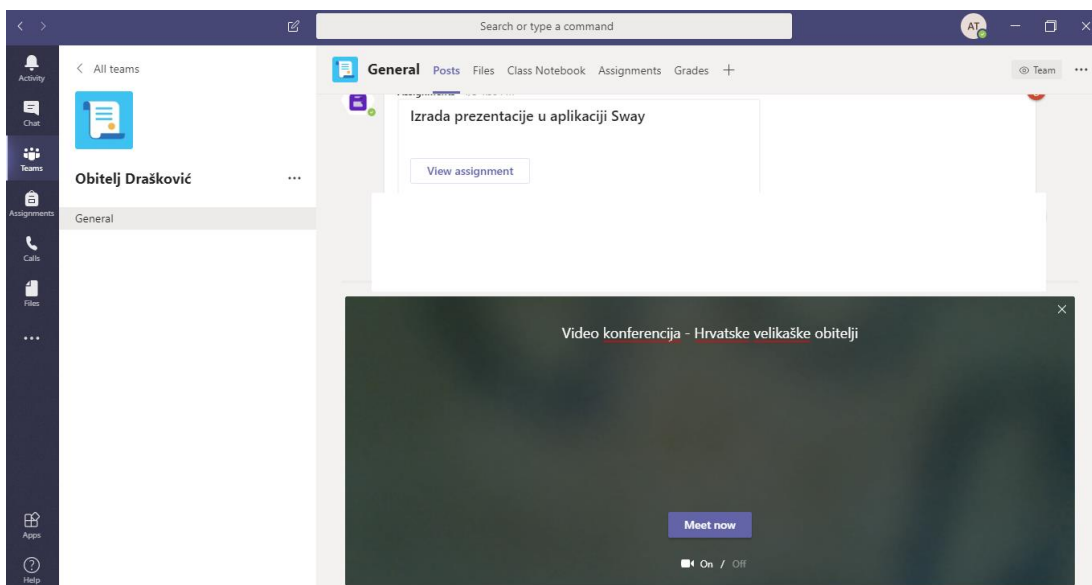 Search or type a command
AT
Activity
Chat
Teams
Assignments
Calls
Files
Apps
Help
All teams
Obitelj Drašković
General
General Posts Files Class Notebook Assignments Grades
Team
Izrada prezentacije u aplikaciji Sway
View assignment
Video konferencija - Hrvatske velikaške obitelji
Meet now
On / Off